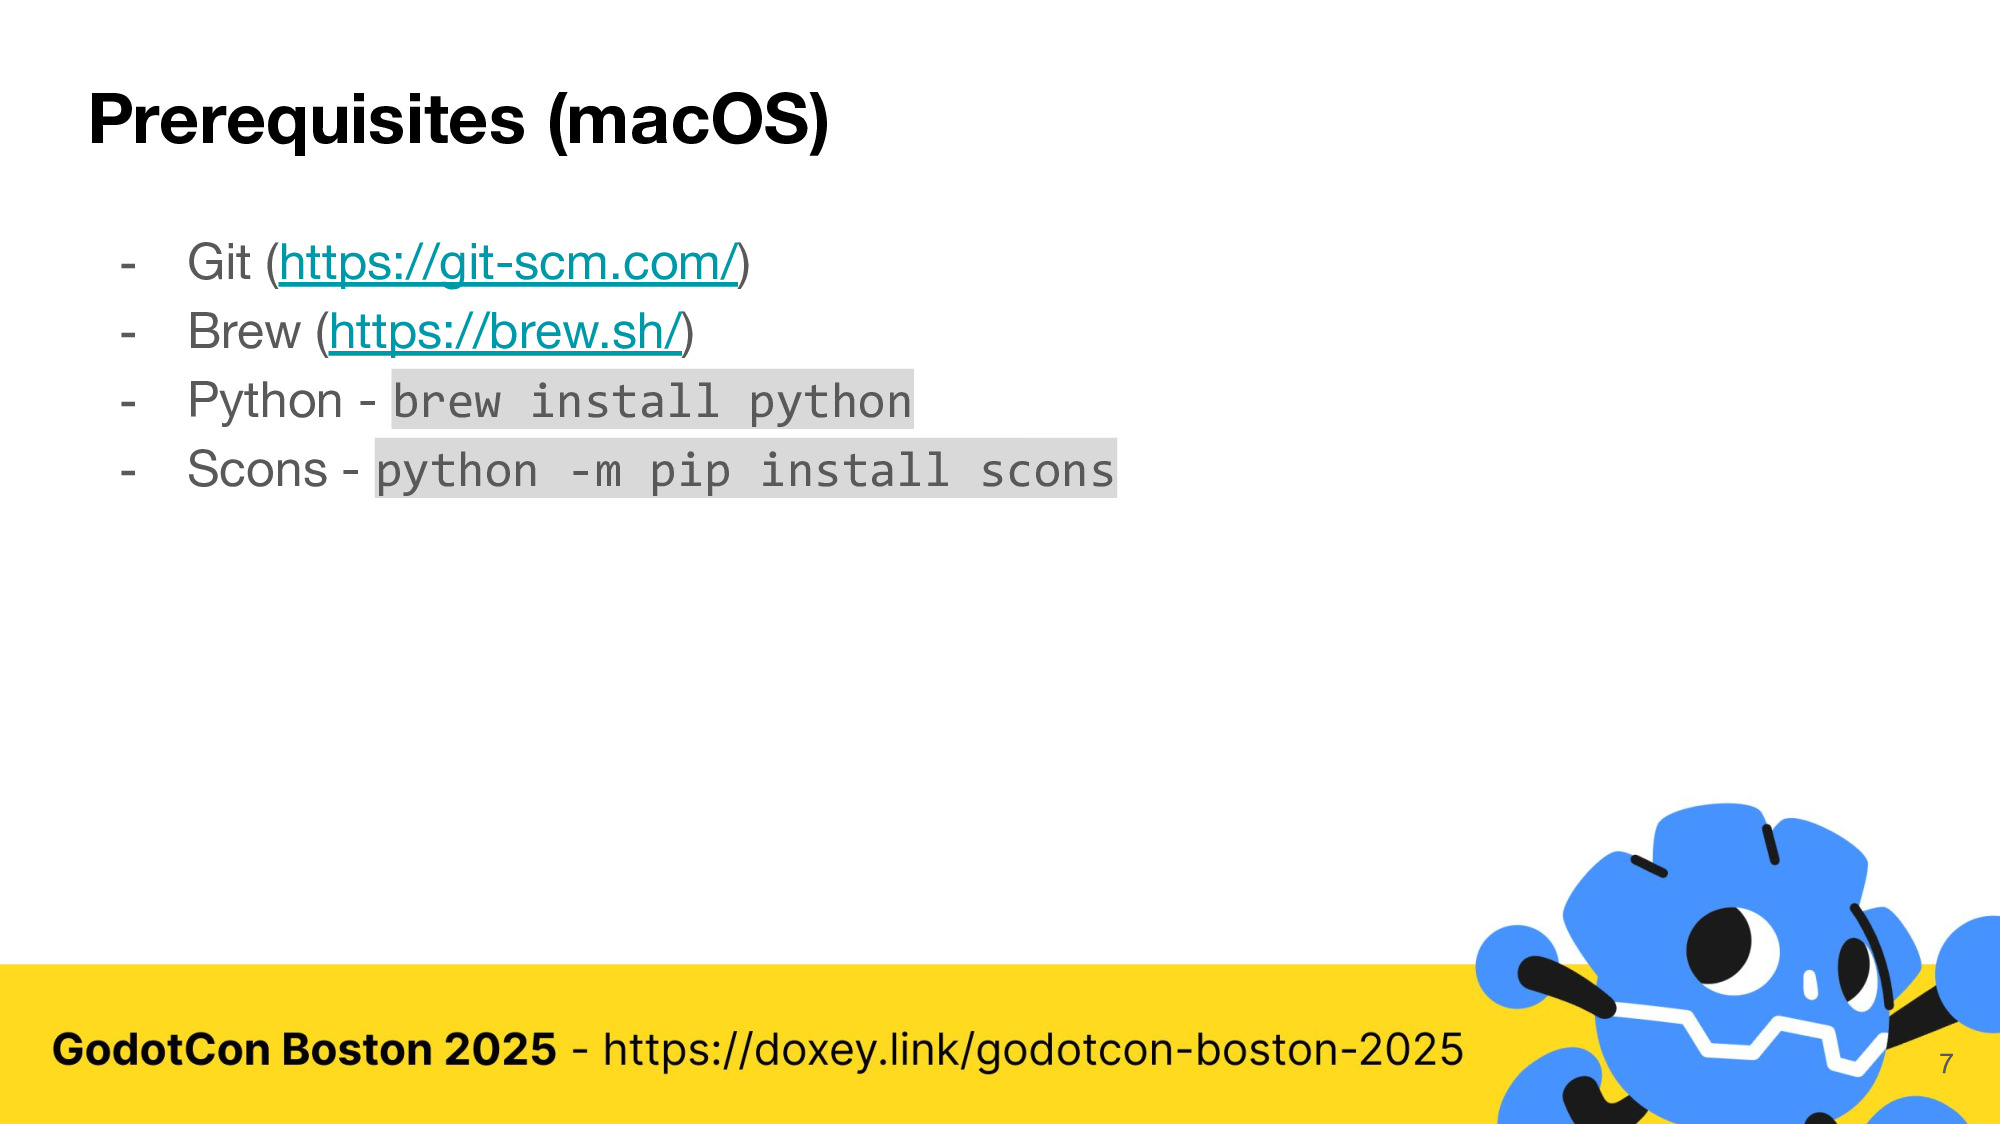 Prerequisites (macOS)
- Git (https://git-scm.com/)
- Brew (https://brew.sh/)
- Python - brew install python
- Scons - python -m pip install scons
GodotCon Boston 2025 - https://doxey.link/godotcon-boston-2025
7